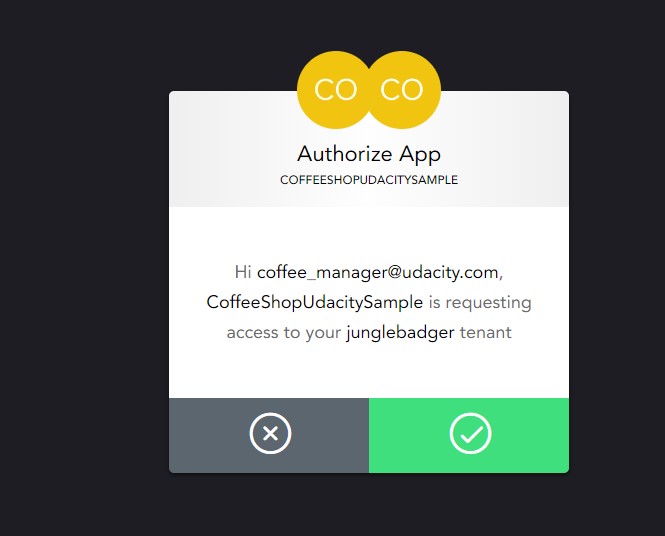 CO CO
Authorize App
COFFEESHOPUDACITYSAMPLE
Hi coffee_manager@udacity.com,
CoffeeShopUdacitySample is requesting
access to your junglebadger tenant